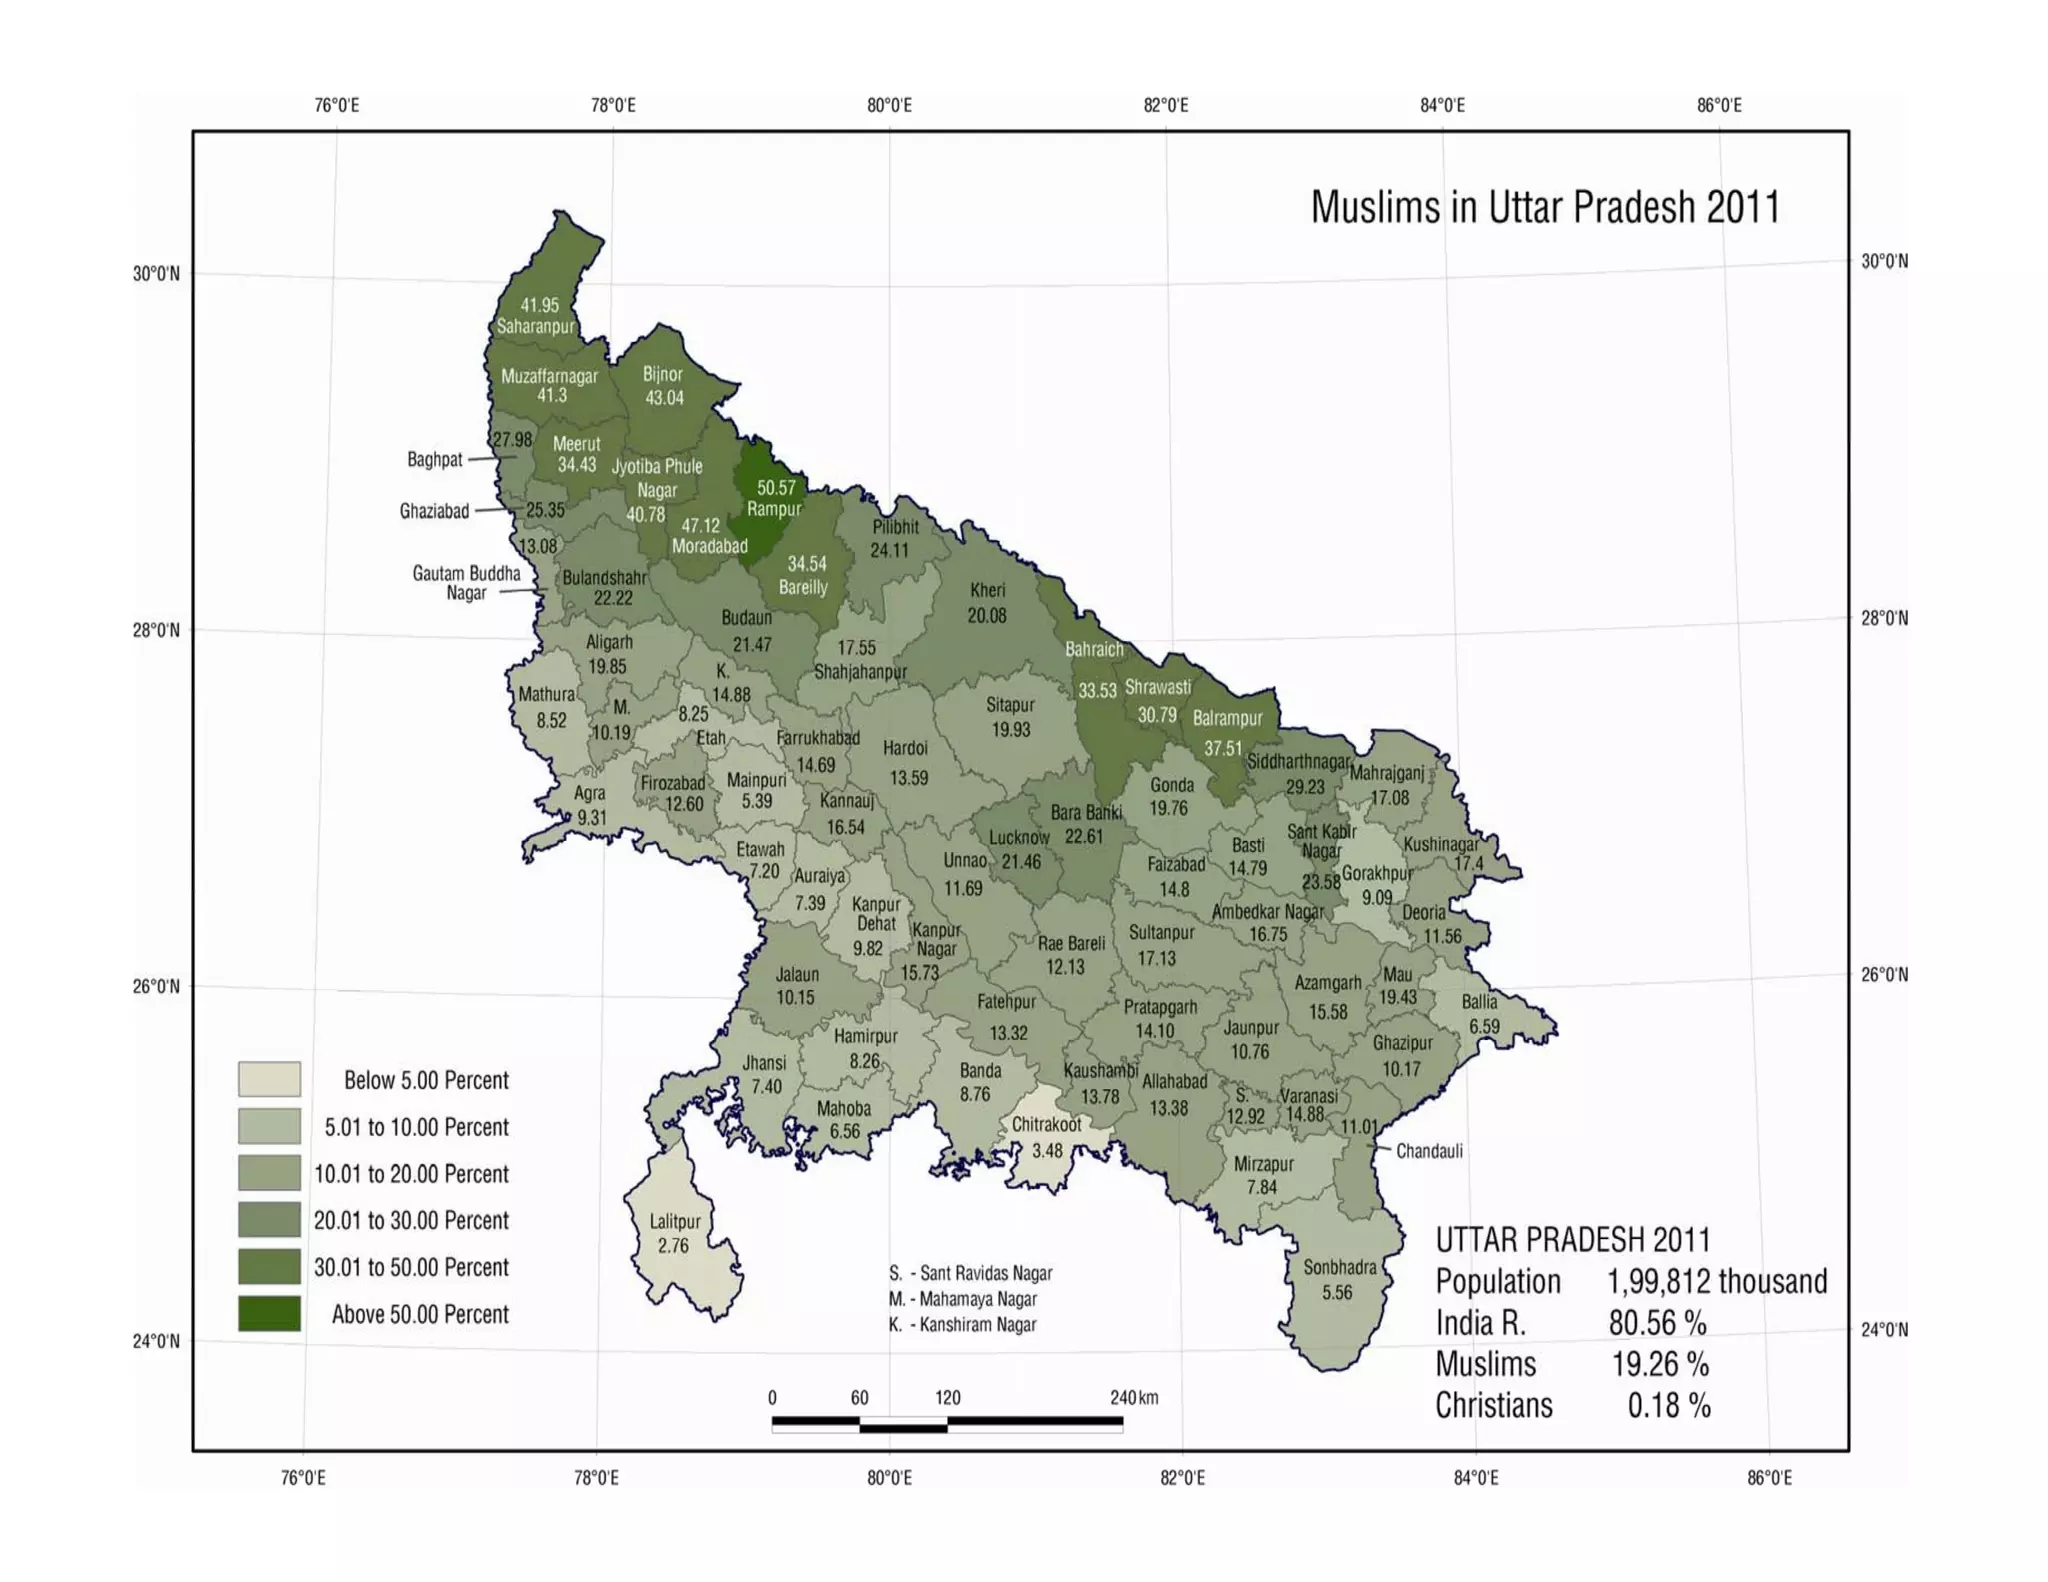 76°0'E 78°0'E 80°0'E 82°0'E 84°0'E 86°0'E
Muslims in Uttar Pradesh 2011
30°0'N 30°0'N
41.95
Saharanpur
Muzaffarnagar
41.3
Bijnor
43.04
27.98
Baghpat
Meerut
34.43
Jyotiba Phule
Nagar
40.78
50.57
Rampur
Ghaziabad
25.35
47.12
Moradabad
Pilibhit
24.11
13.08
Gautam Buddha
Nagar
Bulandshahr
22.22
34.54
Bareilly
Kheri
20.08
Budaun
21.47
28°0'N 28°0'N
Aligarh
19.85
17.55
Shahjahanpur
Bahraich
33.53
Shrawasti
30.79
Balrampur
37.51
Mathura
8.52
M.
10.19
K.
14.88
8.25
Etah
Sitapur
19.93
Farrukhabad
14.69
Hardoi
13.59
Siddharthnagar
29.23
Mahrajganj
17.08
Agra
9.31
Firozabad
12.60
Mainpuri
5.39
Kannauj
16.54
Gonda
19.76
Bara Banki
22.61
Lucknow
21.46
Sant Kabir
Nagar
23.58
Kushinagar
17.4
Etawah
7.20
Auraiya
7.39
Unnao
11.69
Faizabad
14.8
Basti
14.79
Gorakhpur
9.09
Kanpur
Dehat
9.82
Kanpur
Nagar
15.73
Ambedkar Nagar
16.75
Deoria
11.56
Rae Bareli
12.13
Sultanpur
17.13
26°0'N 26°0'N
Jalaun
10.15
Azamgarh
15.58
Mau
19.43
Ballia
6.59
Fatehpur
13.32
Pratapgarh
14.10
Jaunpur
10.76
Ghazipur
10.17
Hamirpur
8.26
Jhansi
7.40
Banda
8.76
Kaushambi
13.78
Allahabad
13.38
S.
12.92
Varanasi
14.88
11.01
Chandauli
Mahoba
6.56
Chitrakoot
3.48
Mirzapur
7.84
Lalitpur
2.76
Sonbhadra
5.56
Below 5.00 Percent
5.01 to 10.00 Percent
10.01 to 20.00 Percent
20.01 to 30.00 Percent
30.01 to 50.00 Percent
Above 50.00 Percent
S. - Sant Ravidas Nagar
M. - Mahamaya Nagar
K. - Kanshiram Nagar
UTTAR PRADESH 2011
Population 1,99,812 thousand
India R. 80.56 %
Muslims 19.26 %
Christians 0.18 %
24°0'N 24°0'N
0 60 120 240 km
76°0'E 78°0'E 80°0'E 82°0'E 84°0'E 86°0'E